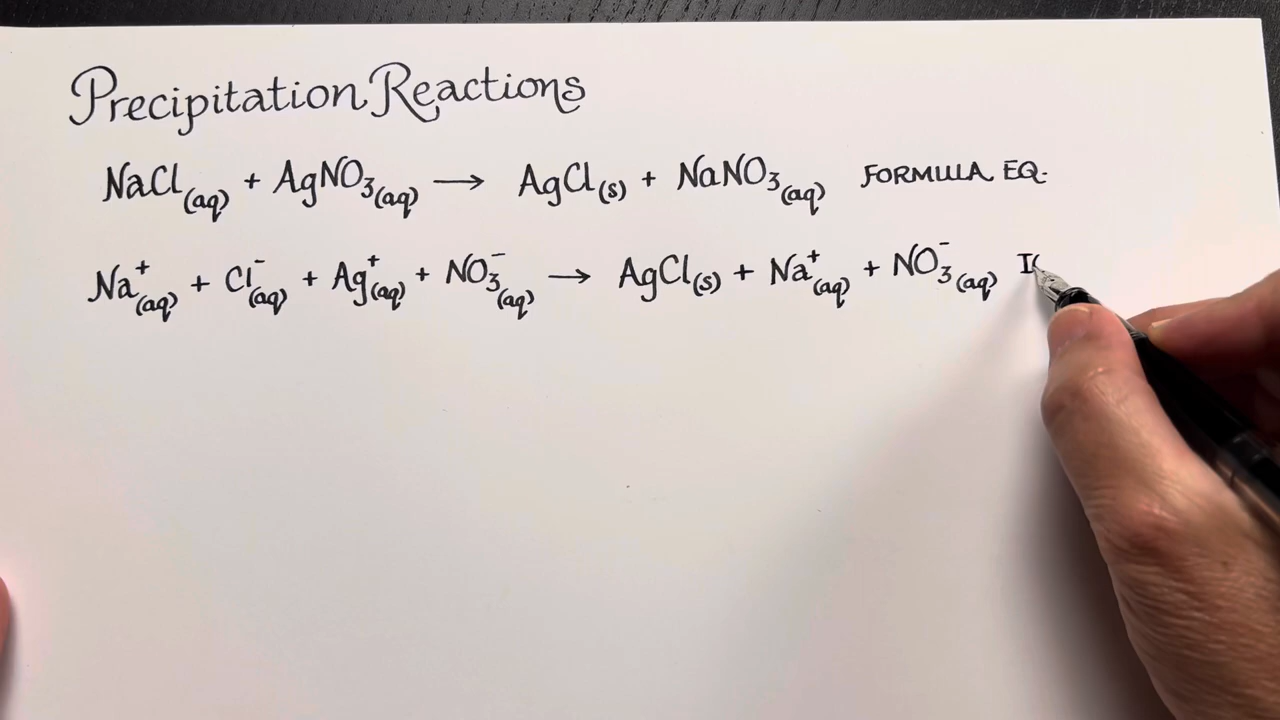 Precipitation Reactions
NaCl(aq) + AgNO₃(aq) → AgCl(s) + NaNO₃(aq) FORMULA EQ.
Na⁺(aq) + Cl⁻(aq) + Ag⁺(aq) + NO₃⁻(aq) → AgCl(s) + Na⁺(aq) + NO₃⁻(aq)